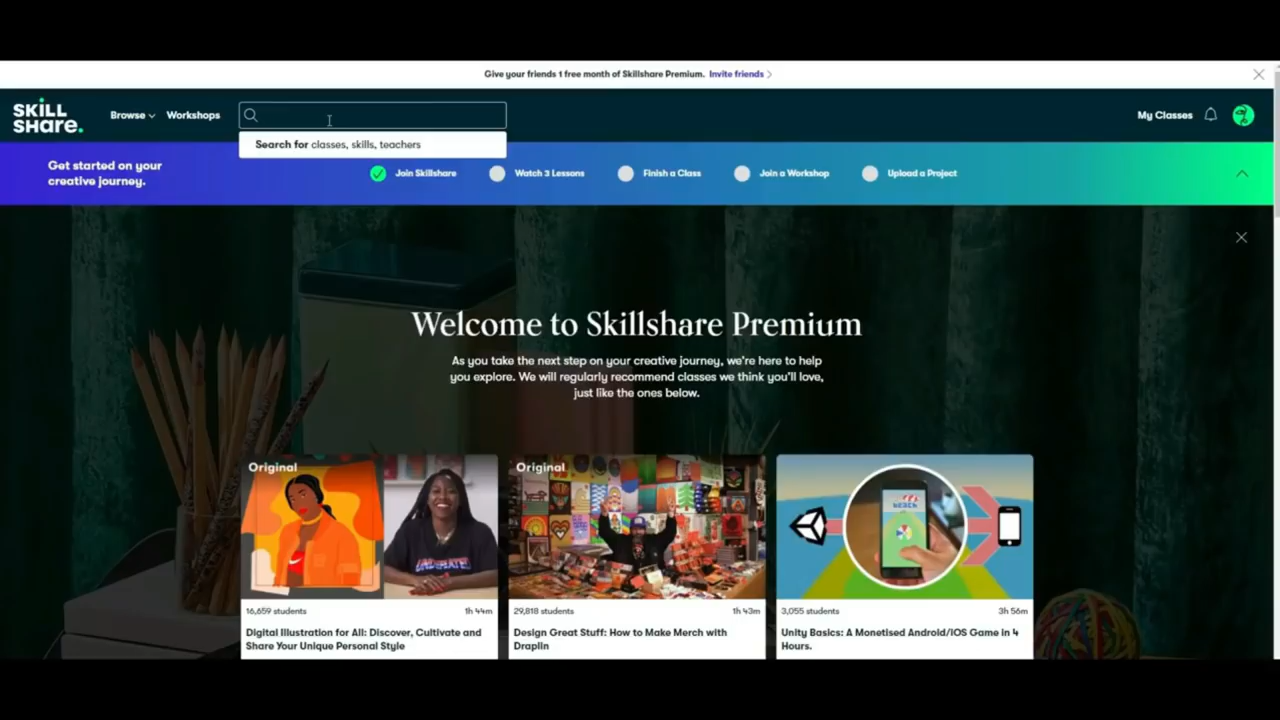 Give your friends 1 free month of Skillshare Premium. Invite friends
SKILL
SHARE.
Browse
Workshops
My Classes
Search for classes, skills, teachers
Get started on your
creative journey.
Join Skillshare
Watch 3 Lessons
Finish a Class
Join a Workshop
Upload a Project
Welcome to Skillshare Premium
As you take the next step on your creative journey, we're here to help
you explore. We will regularly recommend classes we think you'll love,
just like the ones below.
Original
16,659 students
1h 44m
Digital Illustration for All: Discover, Cultivate and
Share Your Unique Personal Style
Original
29,818 students
1h 43m
Design Great Stuff: How to Make Merch with
Draplin
3,055 students
3h 56m
Unity Basics: A Monetised Android/iOS Game in 4
Hours.